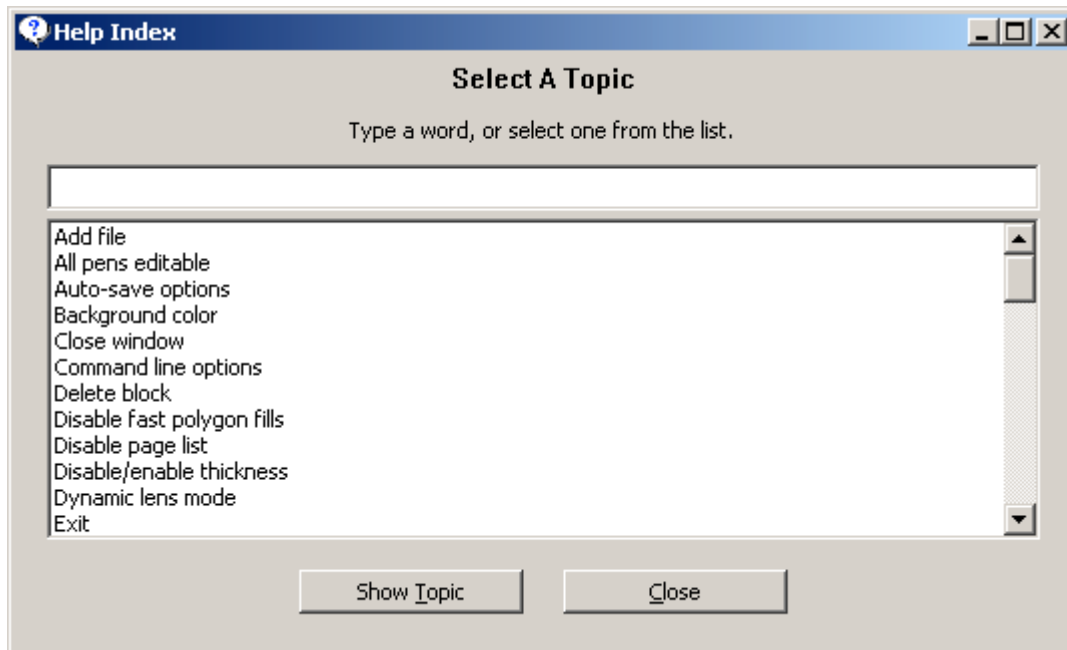 Help Index
Select A Topic
Type a word, or select one from the list.
Add file
All pens editable
Auto-save options
Background color
Close window
Command line options
Delete block
Disable fast polygon fills
Disable page list
Disable/enable thickness
Dynamic lens mode
Exit
Show Topic Close